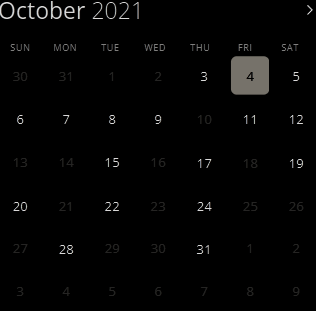 October 2021
SUN MON TUE WED THU FRI SAT
30 31 1 2 3 4 5
6 7 8 9 10 11 12
13 14 15 16 17 18 19
20 21 22 23 24 25 26
27 28 29 30 31 1 2
3 4 5 6 7 8 9